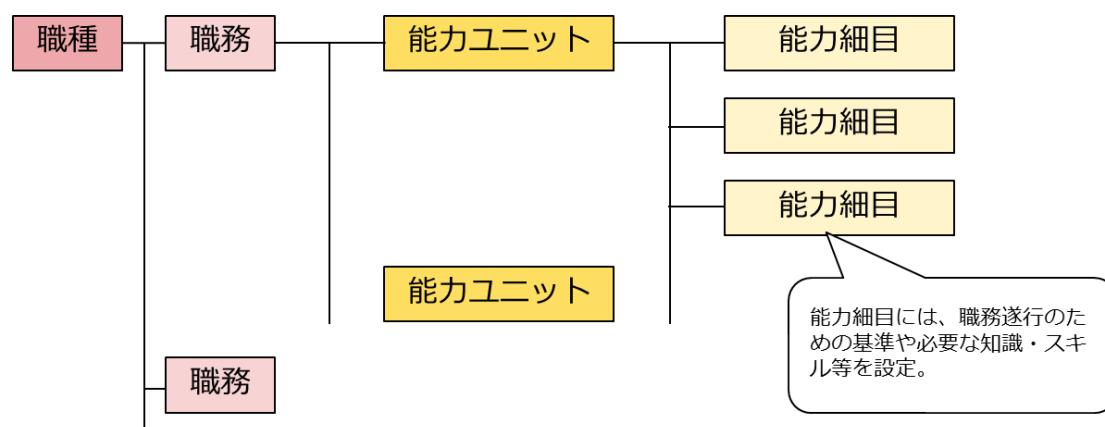 職種
職務
能力ユニット
能力細目
能力細目
能力細目
能力ユニット
能力細目には、職務遂行のた
めの基準や必要な知識・スキ
ル等を設定。
職務